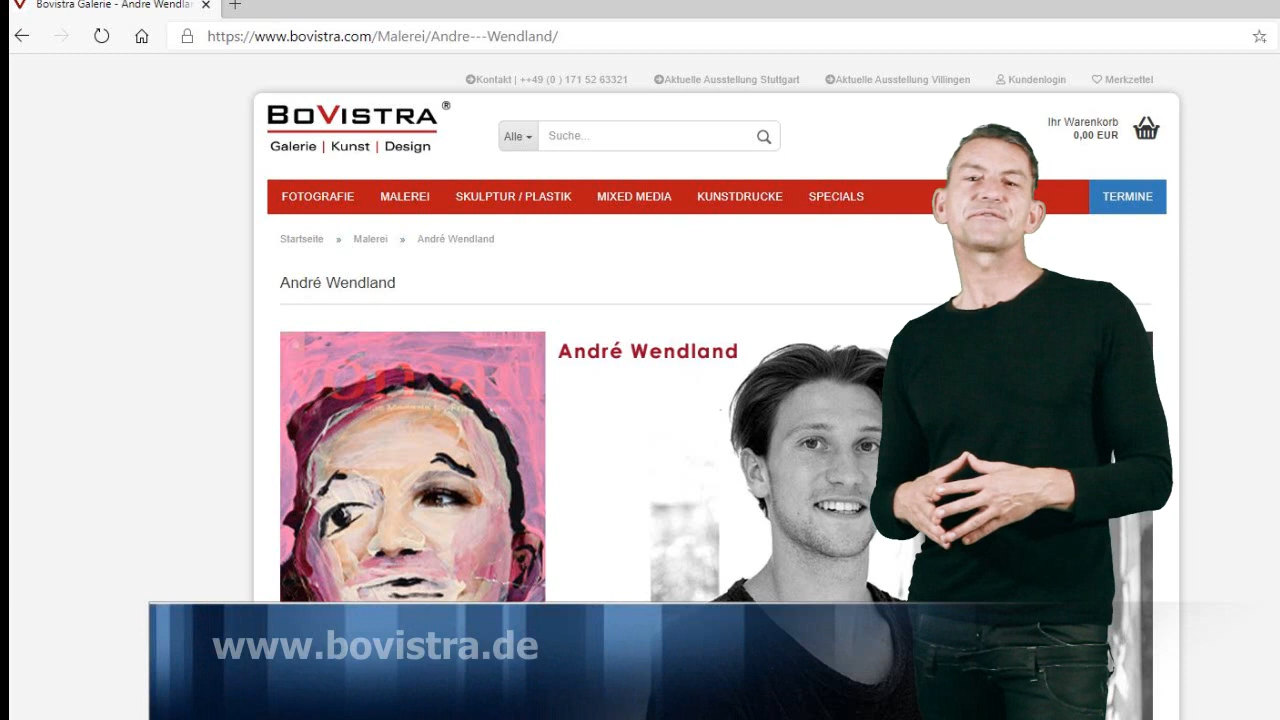 Bovistra Galerie - Andre Wendla
https://www.bovistra.com/Malerei/Andre---Wendland/
Kontakt | ++49 (0 ) 171 52 63321
Aktuelle Ausstellung Stuttgart
Aktuelle Ausstellung Villingen
Kundenlogin
Merkzettel
BOVISTRA ®
Galerie | Kunst | Design
Alle
Suche...
Ihr Warenkorb
0,00 EUR
FOTOGRAFIE
MALEREI
SKULPTUR / PLASTIK
MIXED MEDIA
KUNSTDRUCKE
SPECIALS
TERMINE
Startseite » Malerei » André Wendland
André Wendland
André Wendland
www.bovistra.de